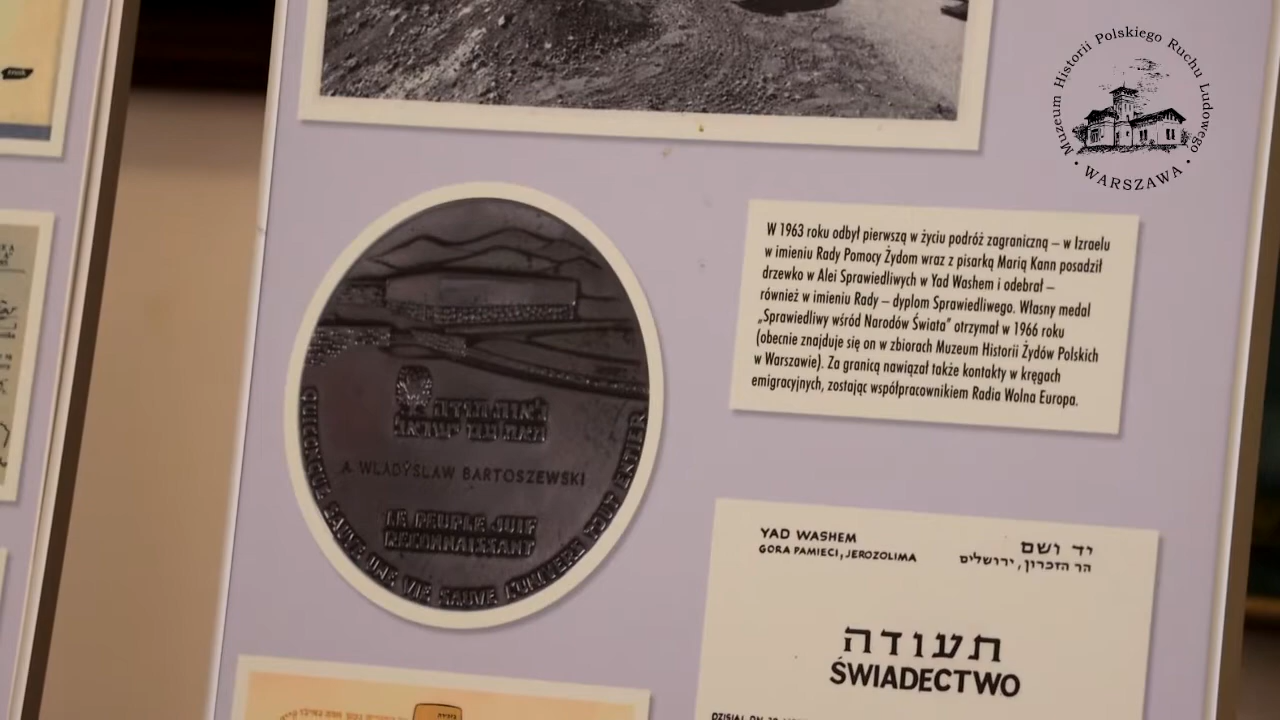 Muzeum Historii Polskiego Ruchu Ludowego
• WARSZAWA •
W 1963 roku odbył pierwszą w życiu podróż zagraniczną – w Izraelu
w imieniu Rady Pomocy Żydom wraz z pisarką Marią Kann posadził
drzewko w Alei Sprawiedliwych w Yad Washem i odebrał –
również w imieniu Rady – dyplom Sprawiedliwego. Własny medal
„Sprawiedliwy wśród Narodów Świata” otrzymał w 1966 roku
(obecnie znajduje się on w zbiorach Muzeum Historii Żydów Polskich
w Warszawie). Za granicą nawiązał także kontakty w kręgach
emigracyjnych, zostając współpracownikiem Radia Wolna Europa.
A WLADYSLAW BARTOSZEWSKI
LE PEUPLE JUIF
RECONNAISSANT
QUICONQUE SAUVE UNE VIE SAUVE L'UNIVERS TOUT ENTIER
YAD WASHEM
GORA PAMIECI, JEROZOLIMA
יד ושם
הר הזכרון, ירושלים
תעודה
ŚWIADECTWO